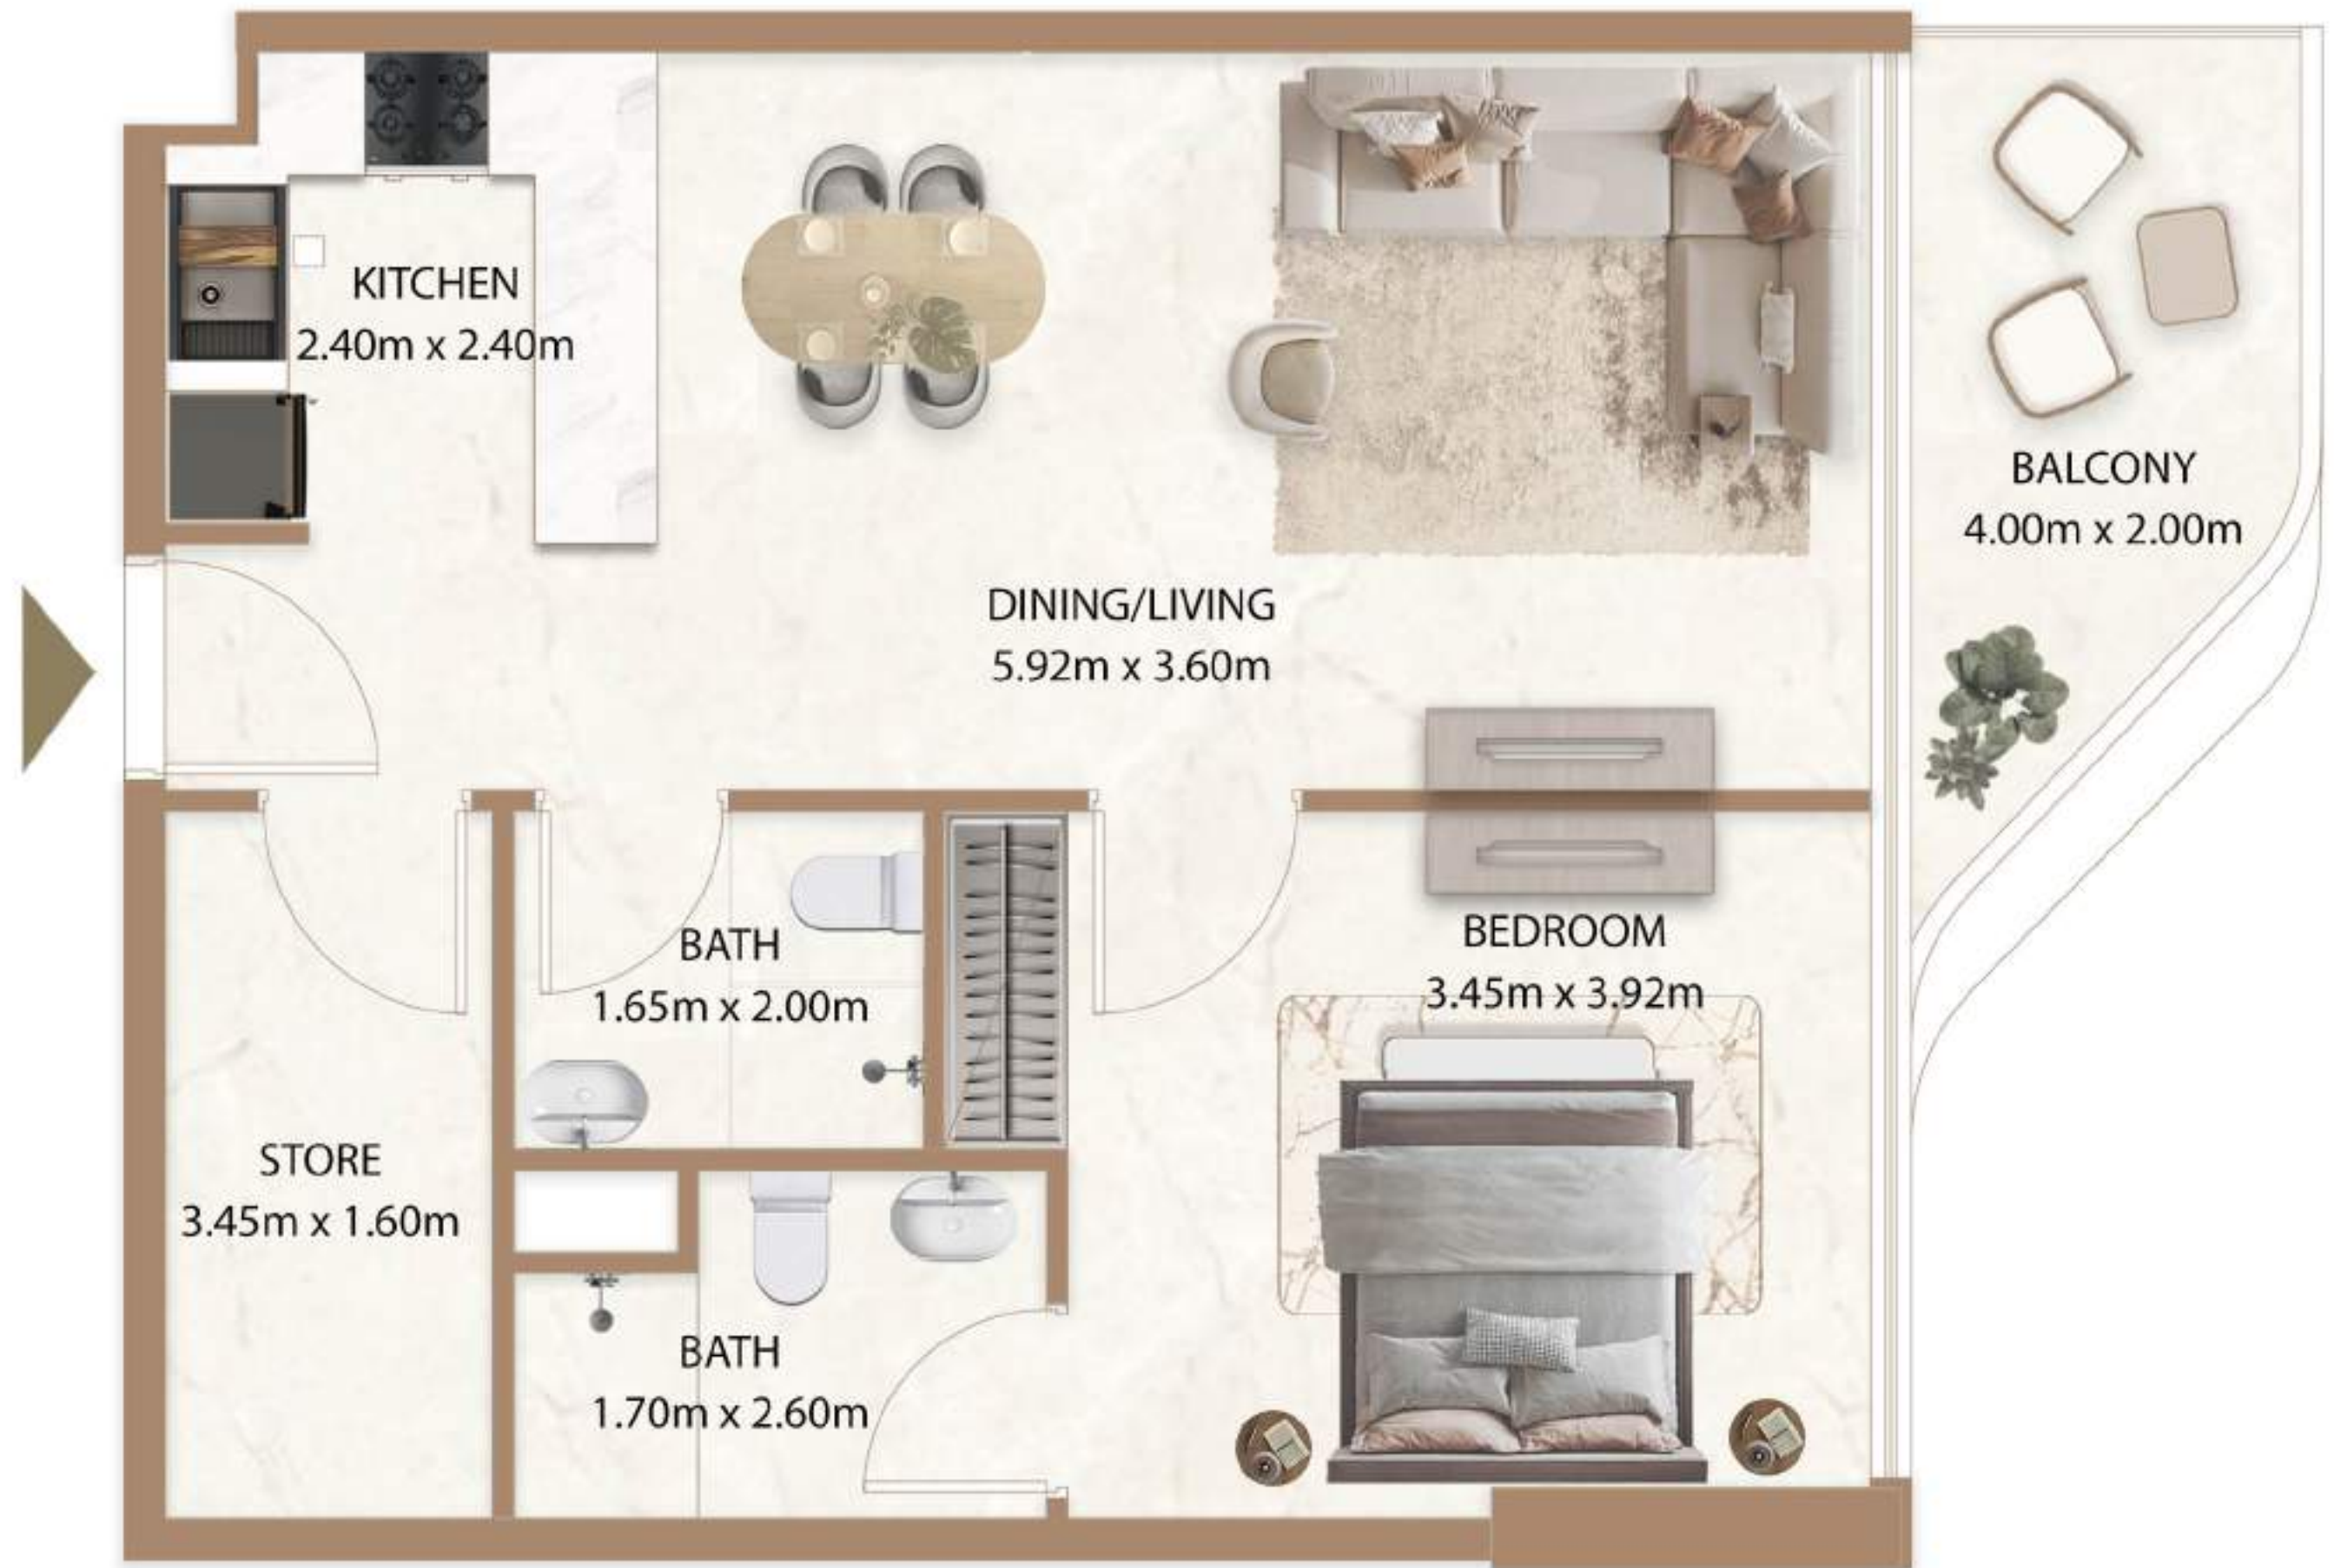 KITCHEN
2.40m x 2.40m
BALCONY
4.00m x 2.00m
DINING/LIVING
5.92m x 3.60m
BATH
1.65m x 2.00m
BEDROOM
3.45m x 3.92m
STORE
3.45m x 1.60m
BATH
1.70m x 2.60m